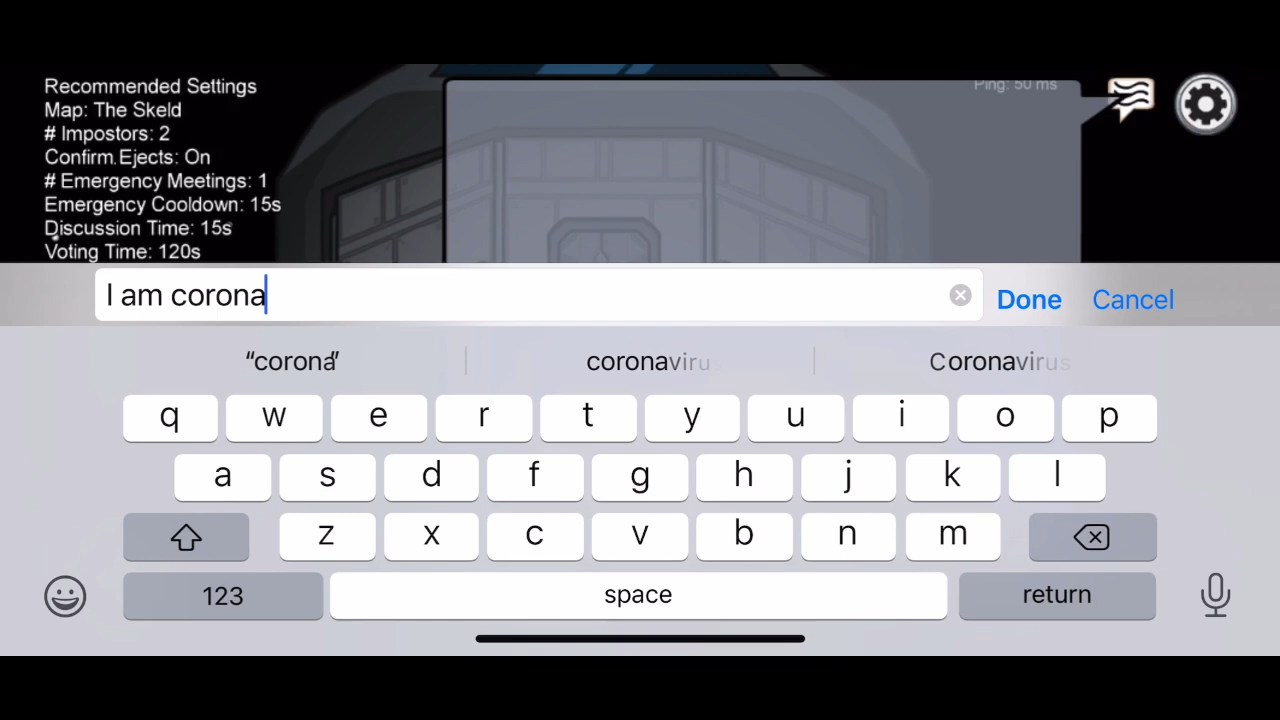 Recommended Settings
Map: The Skeld
# Impostors: 2
Confirm Ejects: On
# Emergency Meetings: 1
Emergency Cooldown: 15s
Discussion Time: 15s
Voting Time: 120s
Ping: 50 ms
I am corona
Done Cancel
“corona” coronaviru Coronavirus
q w e r t y u i o p
a s d f g h j k l
z x c v b n m
123 space return